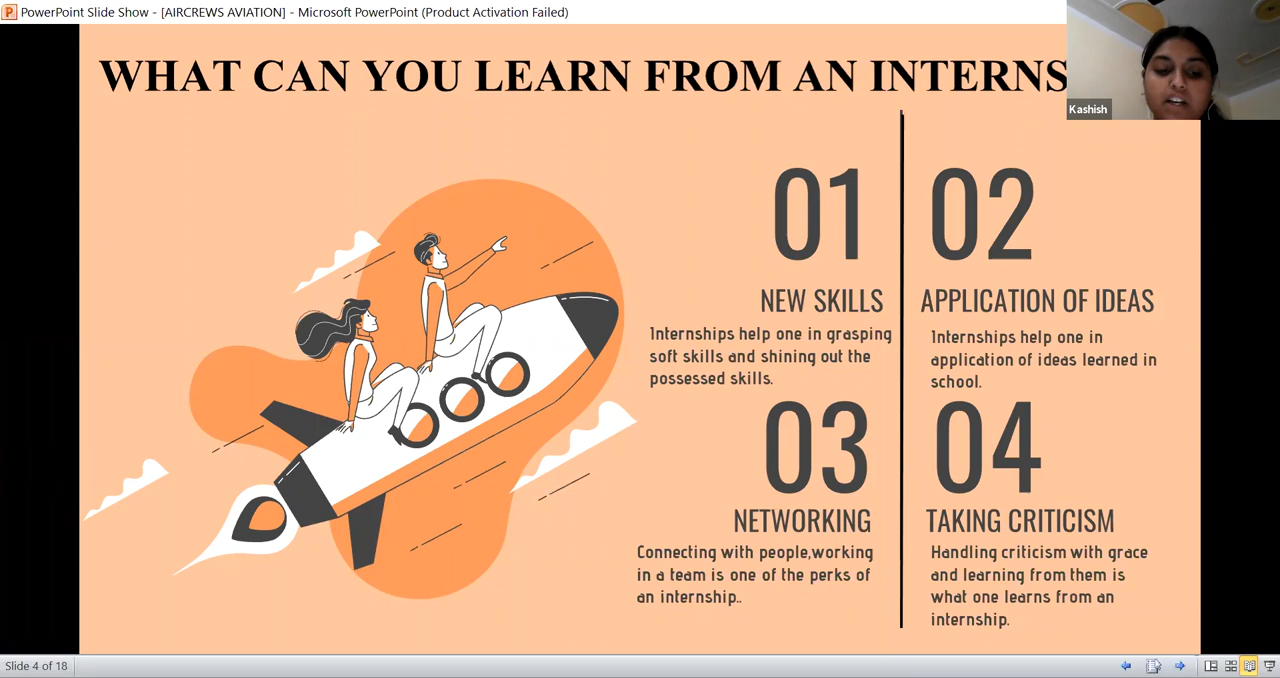 PowerPoint Slide Show - [AIRCREWS AVIATION] - Microsoft PowerPoint (Product Activation Failed)
WHAT CAN YOU LEARN FROM AN INTERNS
Kashish
01
NEW SKILLS
Internships help one in grasping
soft skills and shining out the
possessed skills.
02
APPLICATION OF IDEAS
Internships help one in
application of ideas learned in
school.
03
NETWORKING
Connecting with people,working
in a team is one of the perks of
an internship..
04
TAKING CRITICISM
Handling criticism with grace
and learning from them is
what one learns from an
internship.
Slide 4 of 18